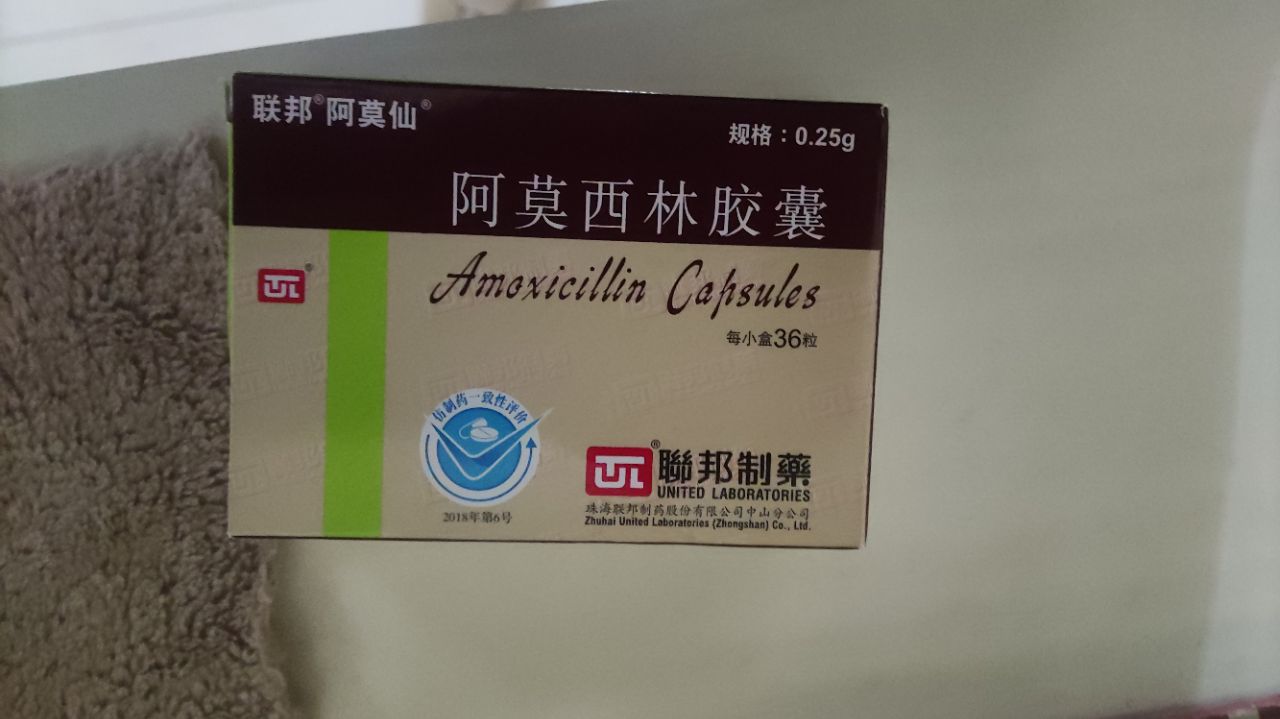 联邦®阿莫仙®
规格：0.25g
阿莫西林胶囊
Amoxicillin Capsules
每小盒36粒
仿制药一致性评价
2018年第6号
®聯邦制藥
UNITED LABORATORIES
珠海联邦制药股份有限公司中山分公司
Zhuhai United Laboratories (Zhongshan) Co., Ltd.